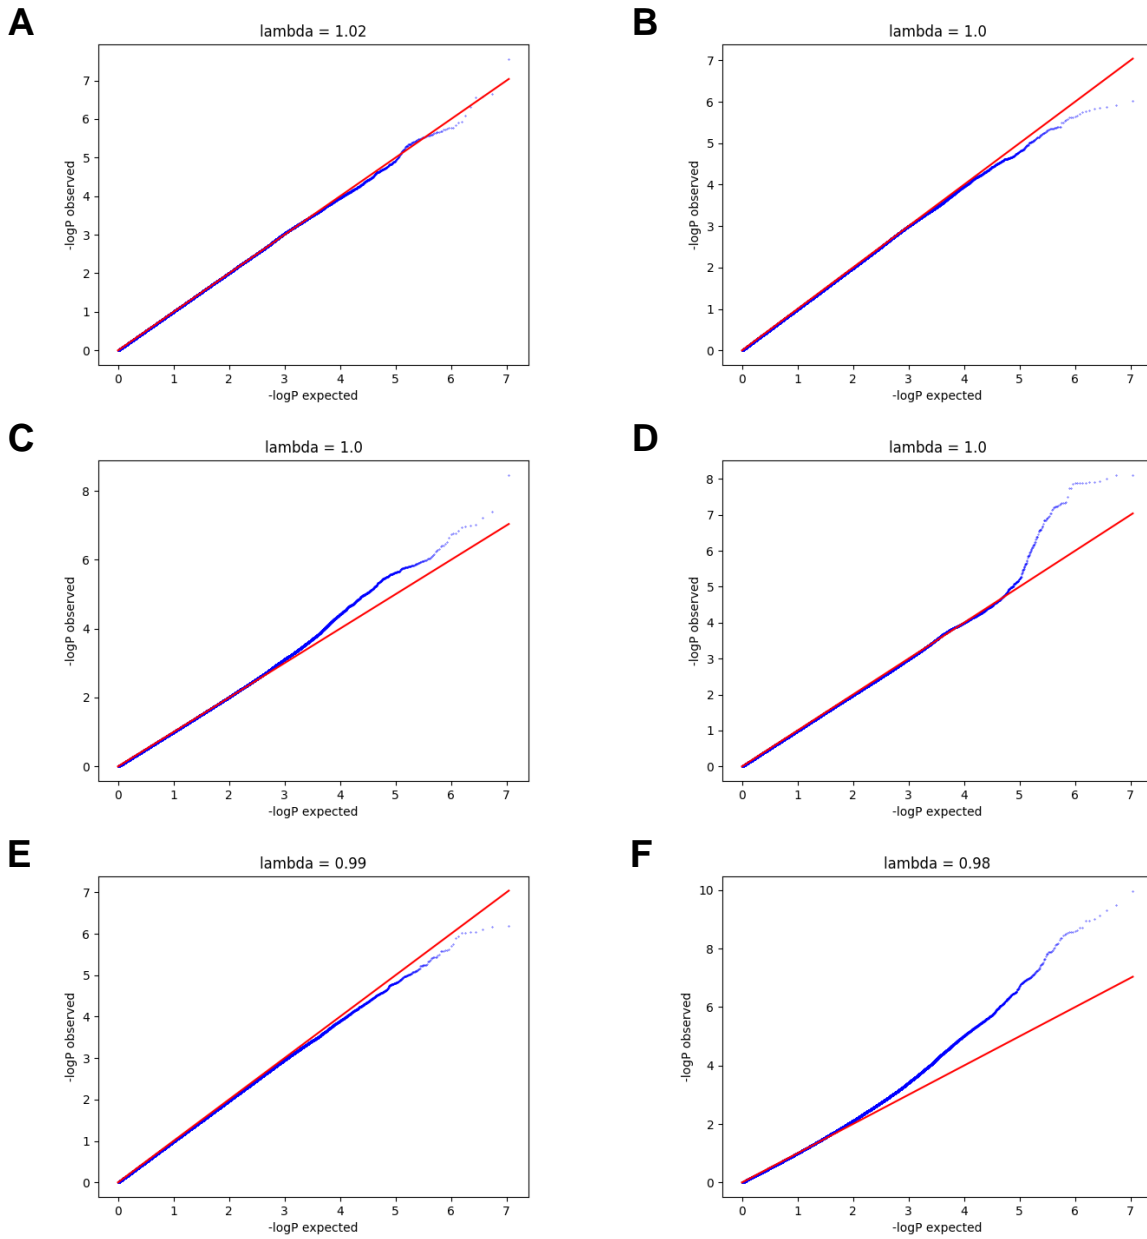 A
lambda = 1.02
-logP observed
7
6
5
4
3
2
1
0
0 1 2 3 4 5 6 7
-logP expected
B
lambda = 1.0
-logP observed
7
6
5
4
3
2
1
0
0 1 2 3 4 5 6 7
-logP expected
C
lambda = 1.0
-logP observed
8
6
4
2
0
0 1 2 3 4 5 6 7
-logP expected
D
lambda = 1.0
-logP observed
8
7
6
5
4
3
2
1
0
0 1 2 3 4 5 6 7
-logP expected
E
lambda = 0.99
-logP observed
7
6
5
4
3
2
1
0
0 1 2 3 4 5 6 7
-logP expected
F
lambda = 0.98
-logP observed
10
8
6
4
2
0
0 1 2 3 4 5 6 7
-logP expected